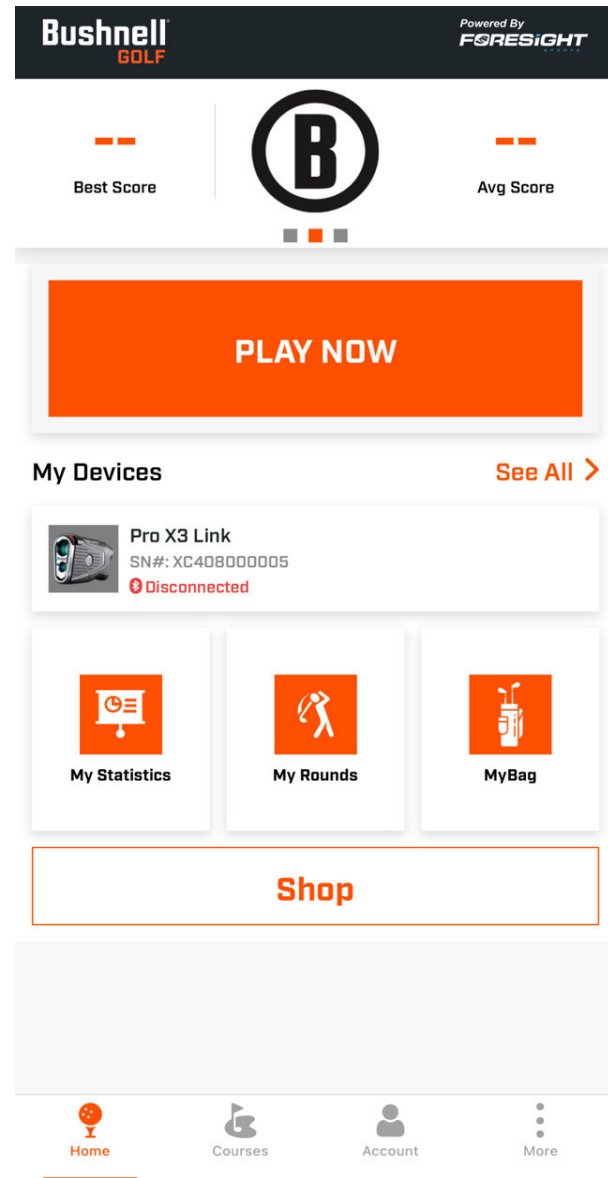 Bushnell
GOLF
Powered By
FORESiGHT
SPORTS
--
Best Score
B
--
Avg Score
PLAY NOW
My Devices
See All >
Pro X3 Link
SN#: XC408000005
Disconnected
My Statistics
My Rounds
MyBag
Shop
Home
Courses
Account
More